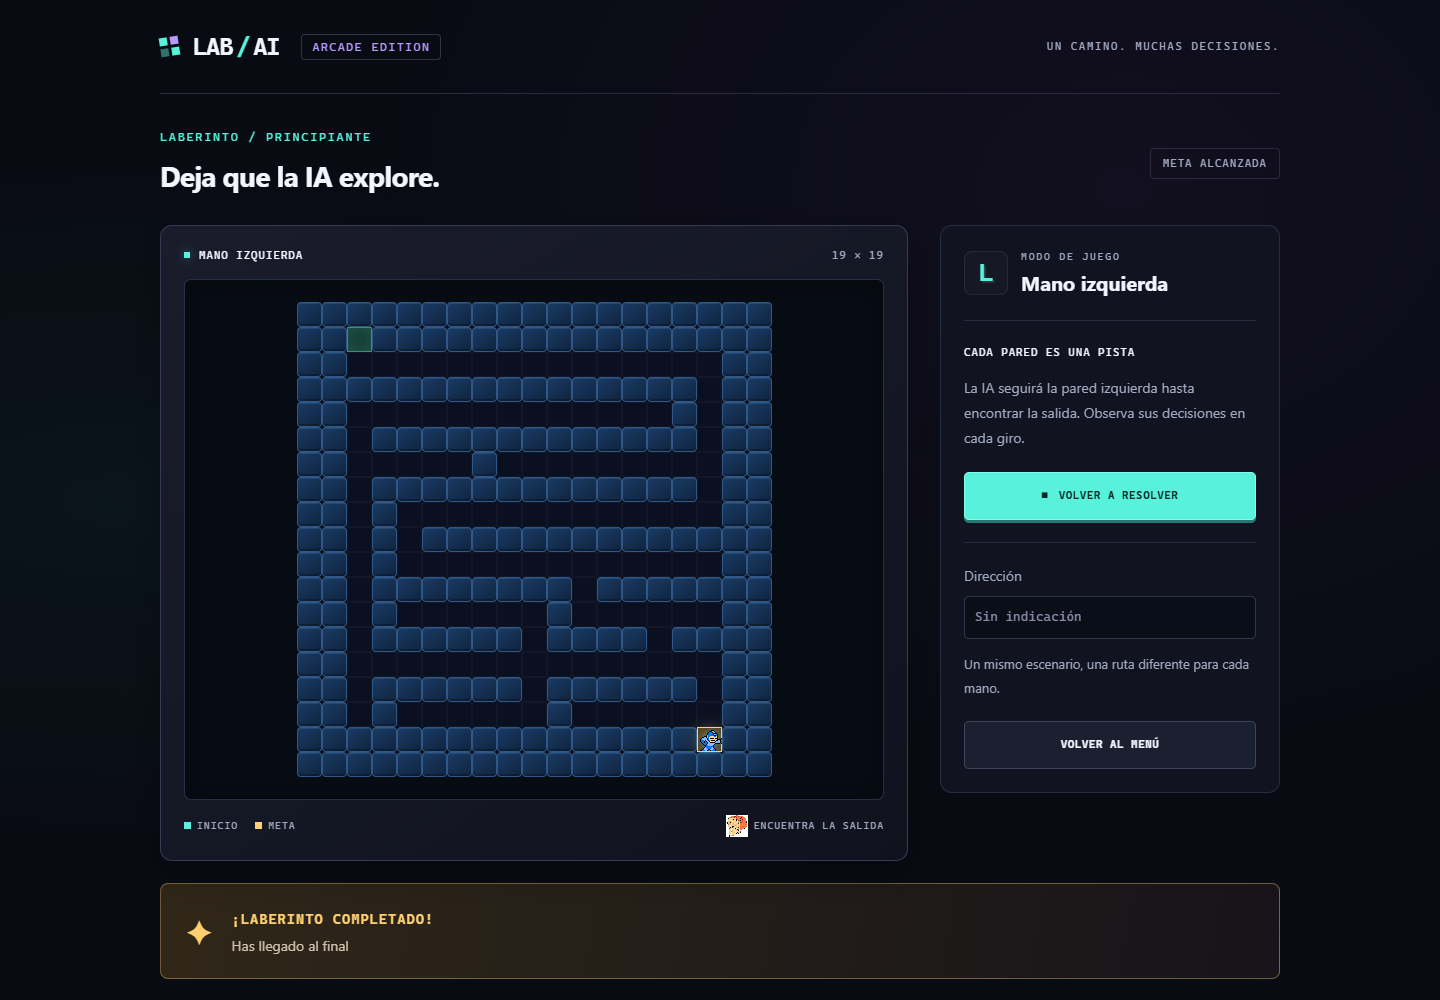 LAB/AI
ARCADE EDITION
UN CAMINO. MUCHAS DECISIONES.
LABERINTO / PRINCIPIANTE
Deja que la IA explore.
META ALCANZADA
MANO IZQUIERDA
19 × 19
INICIO
META
ENCUENTRA LA SALIDA
L
MODO DE JUEGO
Mano izquierda
CADA PARED ES UNA PISTA
La IA seguirá la pared izquierda hasta
encontrar la salida. Observa sus decisiones en
cada giro.
VOLVER A RESOLVER
Dirección
Sin indicación
Un mismo escenario, una ruta diferente para cada
mano.
VOLVER AL MENÚ
¡LABERINTO COMPLETADO!
Has llegado al final